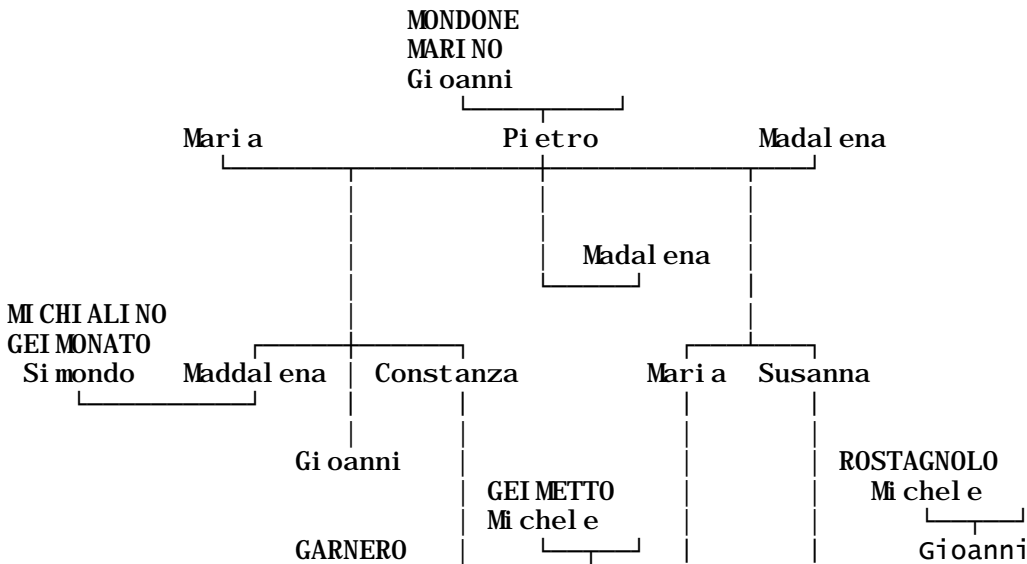 MONDONE
MARINO
Gioanni
Maria Pietro Madalena
Madalena
MICHIALINO
GEIMONATO
Simondo Maddalena Constanza Maria Susanna
Gioanni ROSTAGNOLO
GEIMETTO Michele
Michele
GARNERO Gioanni